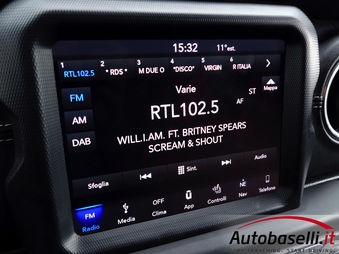 15:32 11°est.
1 RTL102.5 2 *RDS* 3 M DUE O 4 *DISCO* 5 VIRGIN 6 R ITALIA
Varie
FM
RTL102.5
ST
AF
Mappa
AM
DAB
WILL.I.AM. FT. BRITNEY SPEARS
SCREAM & SHOUT
Sfoglia
Sint.
Audio
FM
Radio
Media
OFF
Clima
App
Controlli
NE
Nav
Telefono
Autobaselli.it